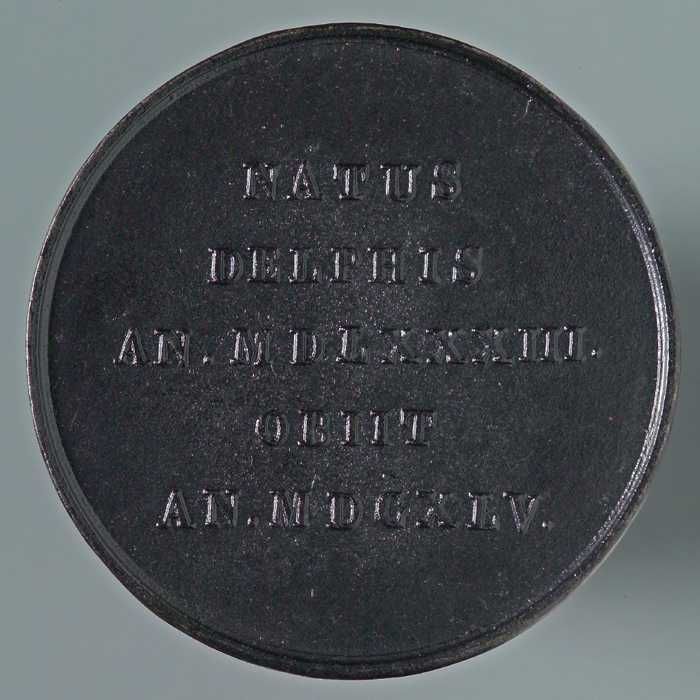 NATUS
DELPHIS
AN. MDLXXXIII.
OBIIT
AN. MDCXLV.